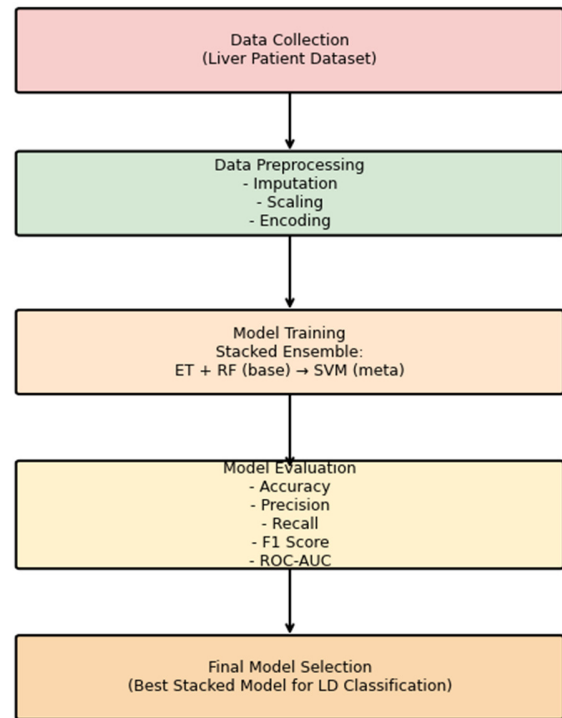 Data Collection
(Liver Patient Dataset)
Data Preprocessing
- Imputation
- Scaling
- Encoding
Model Training
Stacked Ensemble:
ET + RF (base) → SVM (meta)
Model Evaluation
- Accuracy
- Precision
- Recall
- F1 Score
- ROC-AUC
Final Model Selection
(Best Stacked Model for LD Classification)